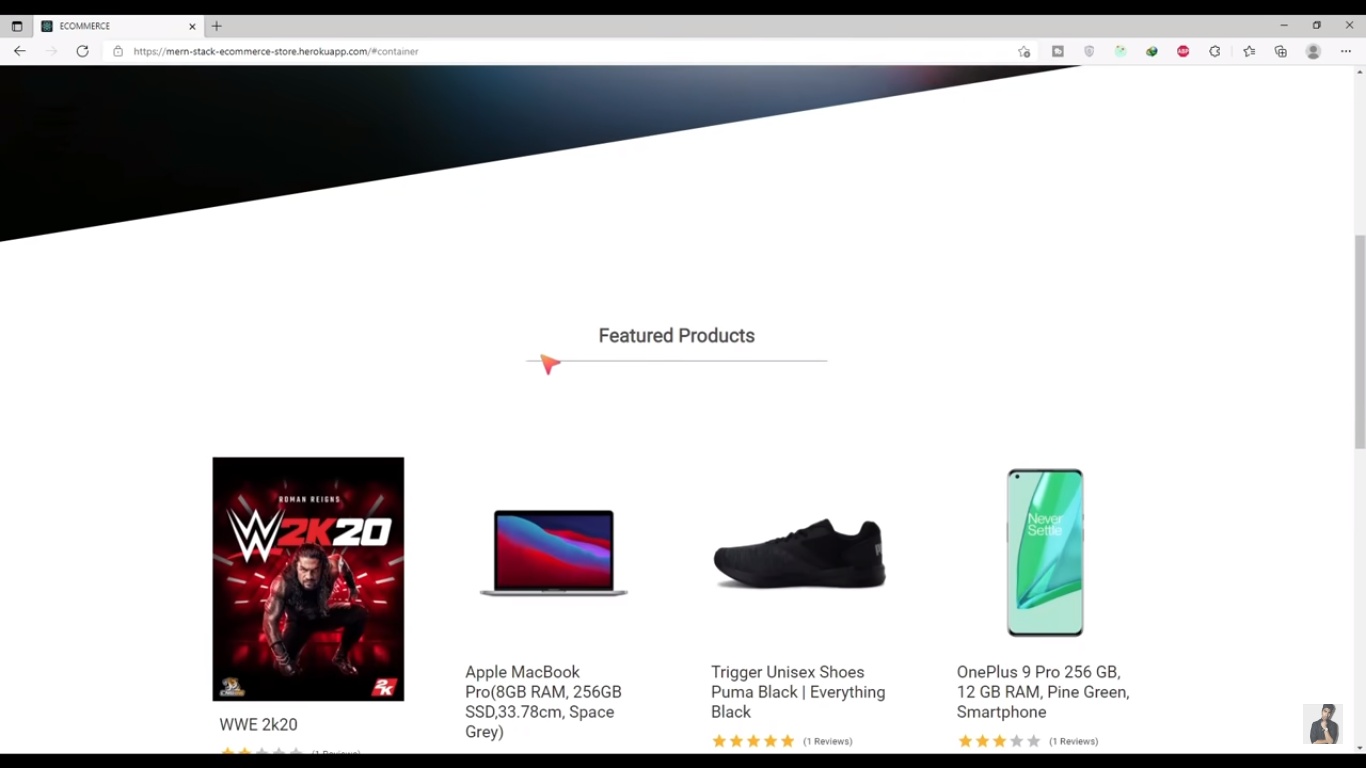 ECOMMERCE
https://mern-stack-ecommerce-store.herokuapp.com/#container
ABP
Featured Products
ROMAN REIGNS
W2K20
2K
Never
Settle
WWE 2k20
(1 Reviews)
Apple MacBook
Pro(8GB RAM, 256GB
SSD,33.78cm, Space
Grey)
Trigger Unisex Shoes
Puma Black | Everything
Black
(1 Reviews)
OnePlus 9 Pro 256 GB,
12 GB RAM, Pine Green,
Smartphone
(1 Reviews)